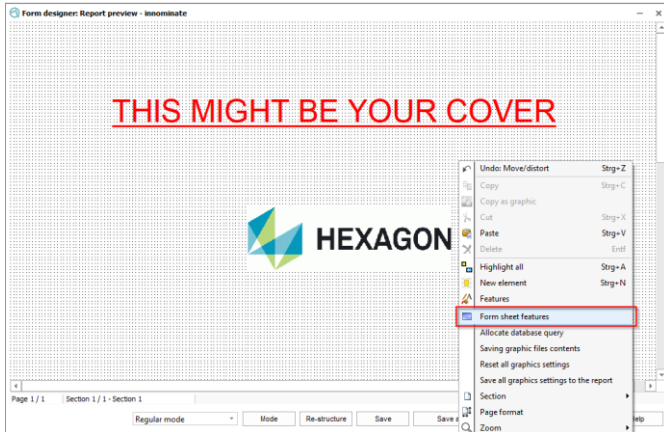 Form designer: Report preview - innominate
THIS MIGHT BE YOUR COVER
HEXAGON
Undo: Move/distort Strg+Z
Copy Strg+C
Copy as graphic
Cut Strg+X
Paste Strg+V
Delete Entf
Highlight all Strg+A
New element Strg+N
Features
Form sheet features
Allocate database query
Saving graphic files contents
Reset all graphics settings
Save all graphics settings to the report
Section
Page format
Zoom
Page 1 / 1 Section 1 / 1 - Section 1
Regular mode Mode Re-structure Save Save a